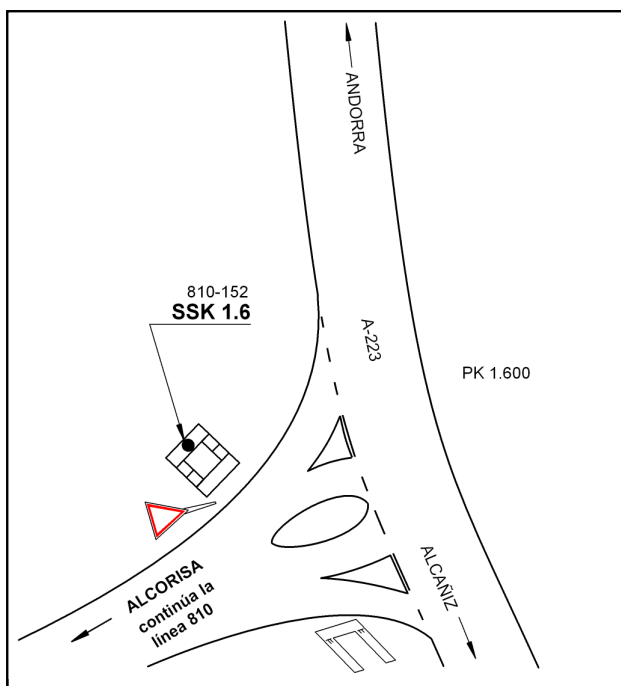 ANDORRA
810-152
SSK 1.6
A-223
PK 1.600
ALCAÑIZ
ALCORISA
continúa la
línea 810